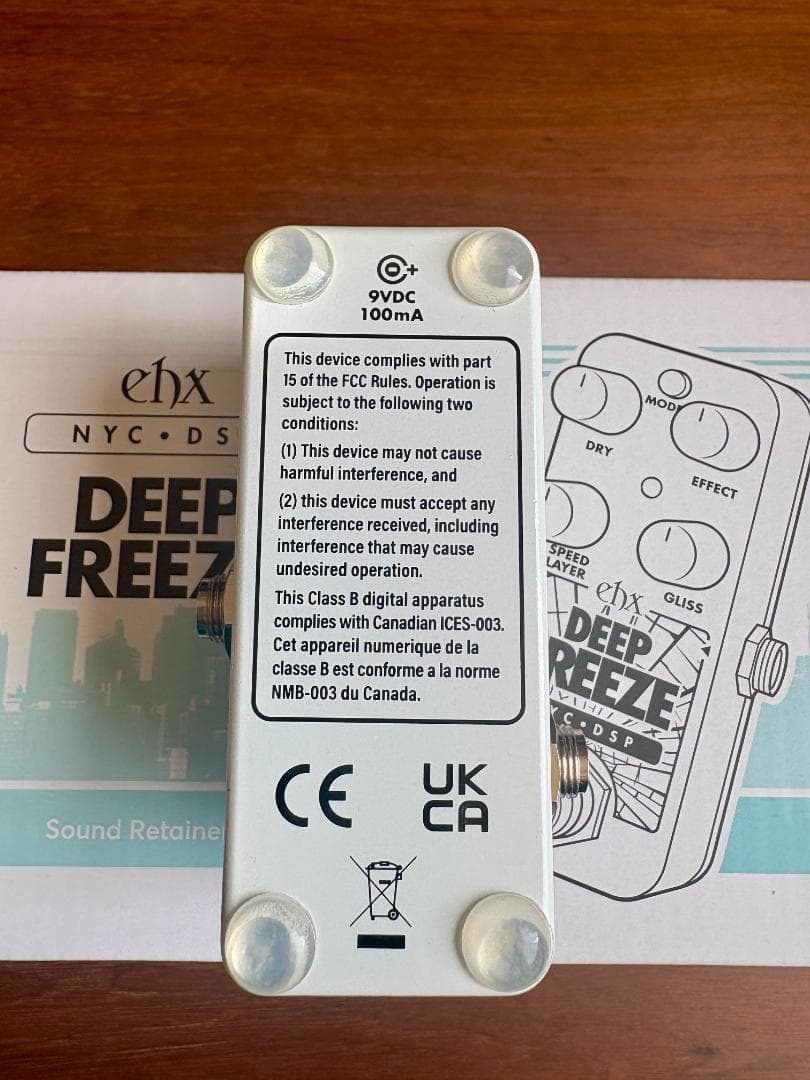 9VDC
100mA
This device complies with part
15 of the FCC Rules. Operation is
subject to the following two
conditions:
(1) This device may not cause
harmful interference, and
(2) this device must accept any
interference received, including
interference that may cause
undesired operation.
This Class B digital apparatus
complies with Canadian ICES-003.
Cet appareil numerique de la
classe B est conforme a la norme
NMB-003 du Canada.
CE
UK
CA
ehx
NYC•DS
DEEP
FREEZ
Sound Retaine
MOD
DRY
EFFECT
SPEED
LAYER
GLISS
ehx
DEEP
REEZE
YC•DSP